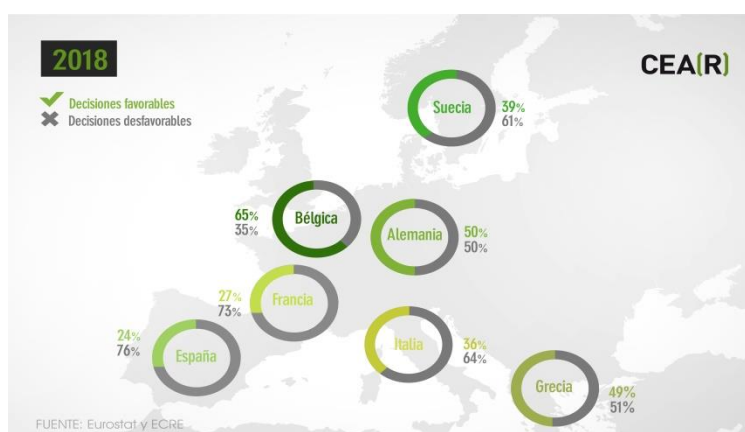 2018
CEA(R)
Decisiones favorables
Decisiones desfavorables
Suecia
39%
61%
Bélgica
65%
35%
Alemania
50%
50%
Francia
27%
73%
España
24%
76%
Italia
36%
64%
Grecia
49%
51%
FUENTE: Eurostat y ECRE